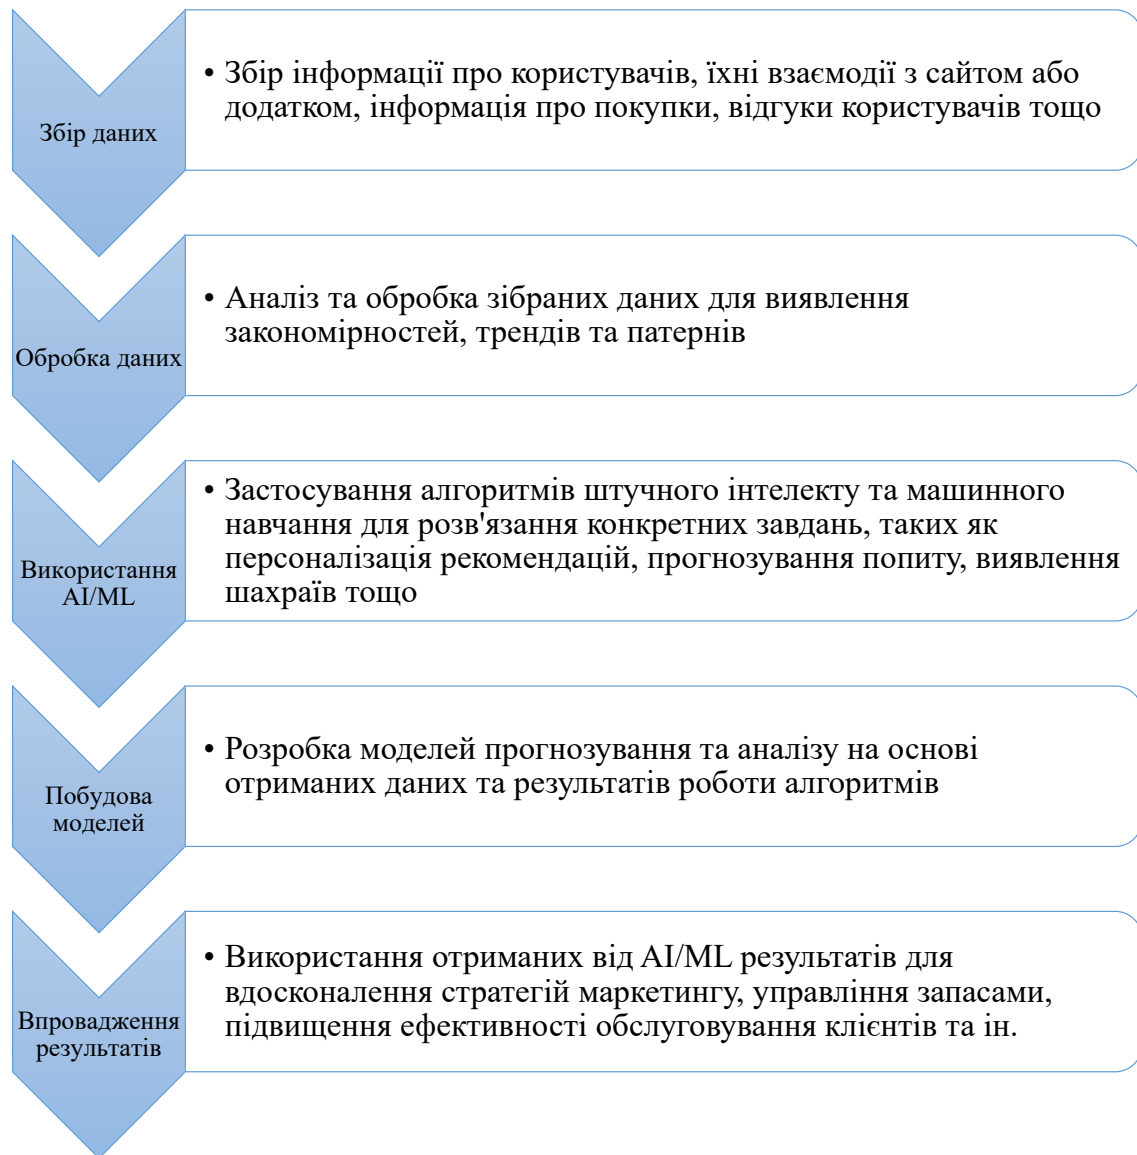 Збір даних
• Збір інформації про користувачів, їхні взаємодії з сайтом або
додатком, інформація про покупки, відгуки користувачів тощо
Обробка даних
• Аналіз та обробка зібраних даних для виявлення
закономірностей, трендів та патернів
Використання
AI/ML
• Застосування алгоритмів штучного інтелекту та машинного
навчання для розв'язання конкретних завдань, таких як
персоналізація рекомендацій, прогнозування попиту, виявлення
шахраїв тощо
Побудова
моделей
• Розробка моделей прогнозування та аналізу на основі
отриманих даних та результатів роботи алгоритмів
Впровадження
результатів
• Використання отриманих від AI/ML результатів для
вдосконалення стратегій маркетингу, управління запасами,
підвищення ефективності обслуговування клієнтів та ін.